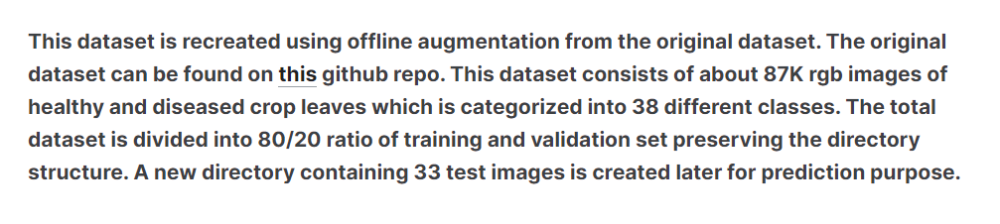 This dataset is recreated using offline augmentation from the original dataset. The original
dataset can be found on this github repo. This dataset consists of about 87K rgb images of
healthy and diseased crop leaves which is categorized into 38 different classes. The total
dataset is divided into 80/20 ratio of training and validation set preserving the directory
structure. A new directory containing 33 test images is created later for prediction purpose.